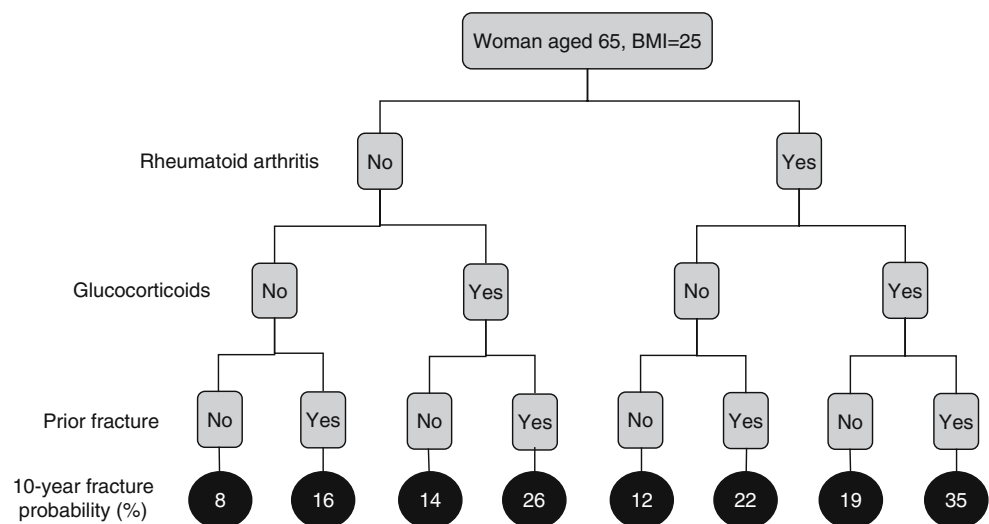 Woman aged 65, BMI=25
Rheumatoid arthritis No Yes
Glucocorticoids No Yes No Yes
Prior fracture No Yes No Yes No Yes No Yes
10-year fracture
probability (%) 8 16 14 26 12 22 19 35